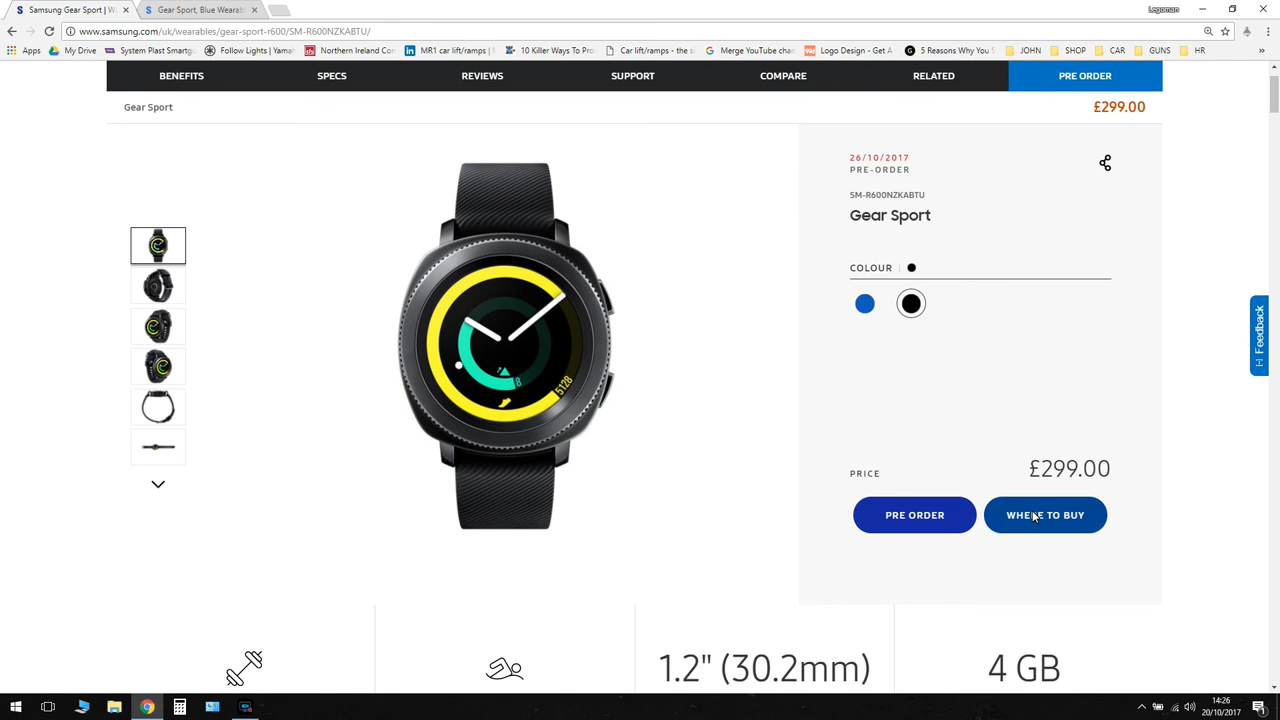 Samsung Gear Sport | W
Gear Sport, Blue Wearab
Legoman
www.samsung.com/uk/wearables/gear-sport-r600/SM-R600NZKABTU/
Apps
My Drive
System Plast Smartg
Follow Lights | Yamah
Northern Ireland Con
MR1 car lift/ramps -
10 Killer Ways To Pro
Car lift/ramps - the s
Merge YouTube chan
Logo Design - Get A
5 Reasons Why You S
JOHN
SHOP
CAR
GUNS
HR
BENEFITS
SPECS
REVIEWS
SUPPORT
COMPARE
RELATED
PRE ORDER
Gear Sport
£299.00
26/10/2017
PRE-ORDER
SM-R600NZKABTU
Gear Sport
COLOUR
8
5128
Feedback
PRICE
£299.00
PRE ORDER
WHERE TO BUY
1.2" (30.2mm)
4 GB
14:26
20/10/2017